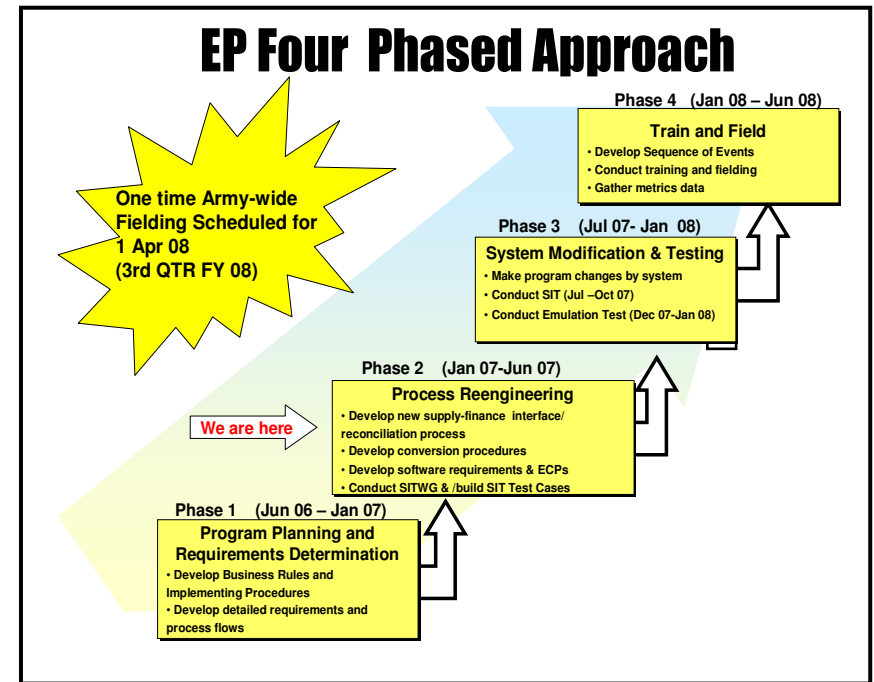 EP Four Phased Approach
Phase 4 (Jan 08 – Jun 08)
Train and Field
• Develop Sequence of Events
• Conduct training and fielding
• Gather metrics data
One time Army-wide
Fielding Scheduled for
1 Apr 08
(3rd QTR FY 08)
Phase 3 (Jul 07- Jan 08)
System Modification & Testing
• Make program changes by system
• Conduct SIT (Jul –Oct 07)
• Conduct Emulation Test (Dec 07-Jan 08)
Phase 2 (Jan 07-Jun 07)
Process Reengineering
• Develop new supply-finance interface/
reconciliation process
• Develop conversion procedures
• Develop software requirements & ECPs
• Conduct SITWG & /build SIT Test Cases
We are here
Phase 1 (Jun 06 – Jan 07)
Program Planning and
Requirements Determination
• Develop Business Rules and
Implementing Procedures
• Develop detailed requirements and
process flows